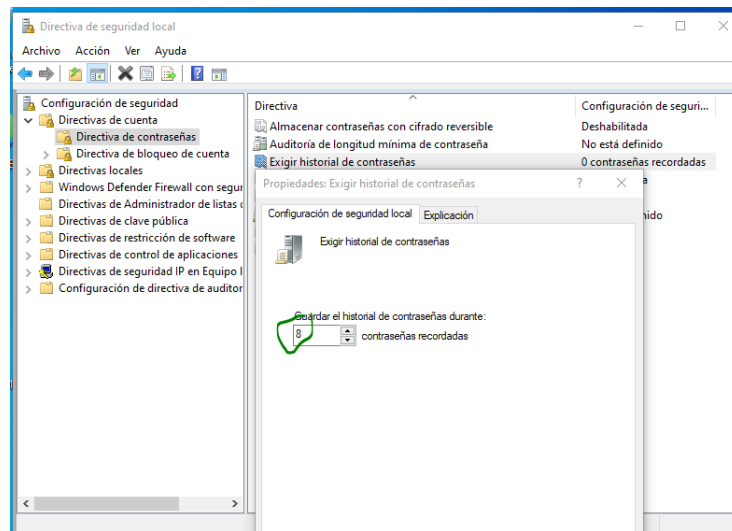 Directiva de seguridad local
Archivo Acción Ver Ayuda
Configuración de seguridad
Directivas de cuenta
Directiva de contraseñas
Directiva de bloqueo de cuenta
Directivas locales
Windows Defender Firewall con segur
Directivas de Administrador de listas
Directivas de clave pública
Directivas de restricción de software
Directivas de control de aplicaciones
Directivas de seguridad IP en Equipo l
Configuración de directiva de auditor
Directiva Configuración de seguri...
Almacenar contraseñas con cifrado reversible Deshabilitada
Auditoría de longitud mínima de contraseña No está definido
Exigir historial de contraseñas 0 contraseñas recordadas
Propiedades: Exigir historial de contraseñas ? a
Configuración de seguridad local Explicación nido
Exigir historial de contraseñas
Guardar el historial de contraseñas durante:
8 contraseñas recordadas